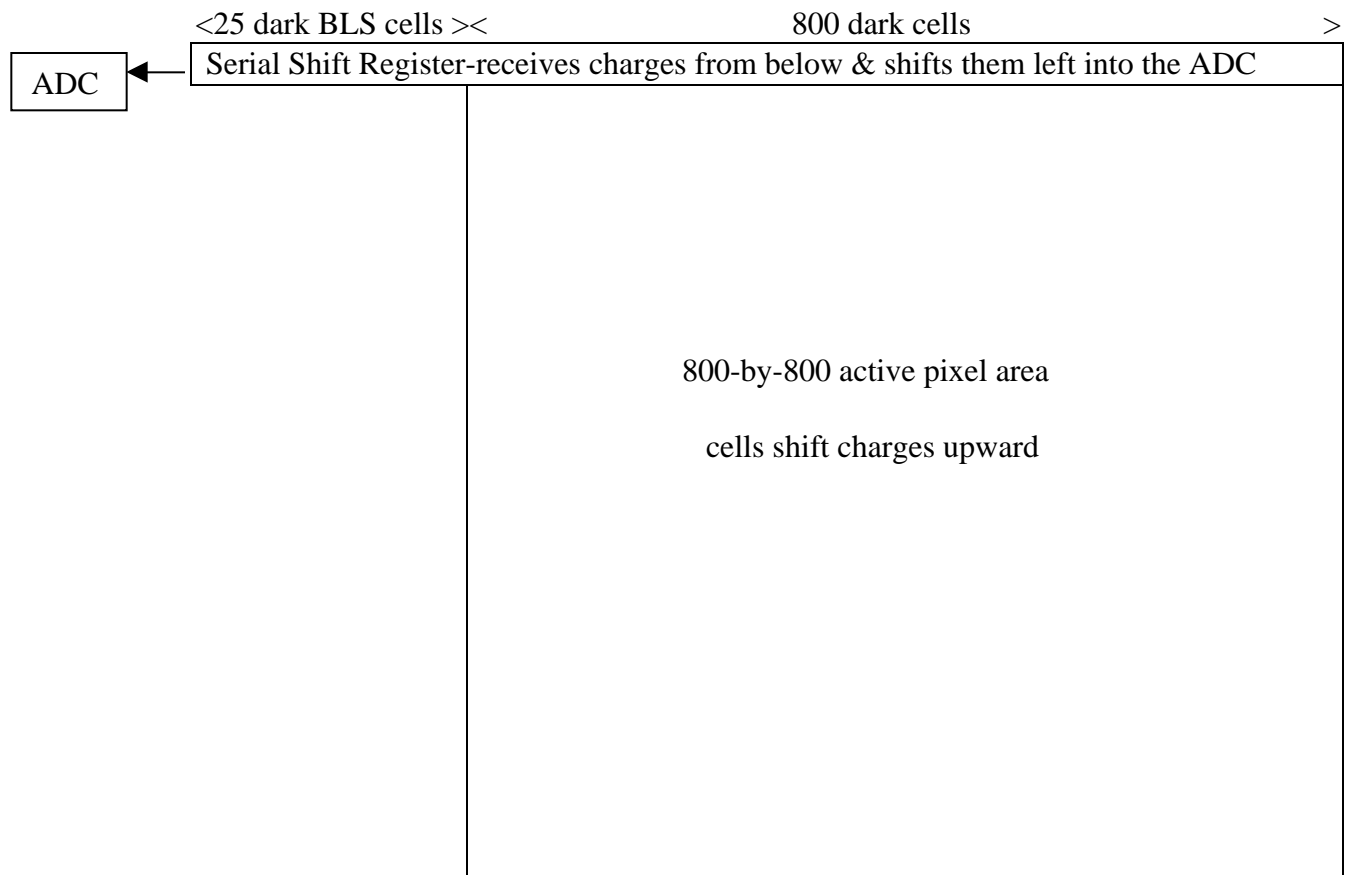 <25 dark BLS cells >< 800 dark cells >
Serial Shift Register-receives charges from below & shifts them left into the ADC
ADC
800-by-800 active pixel area
cells shift charges upward